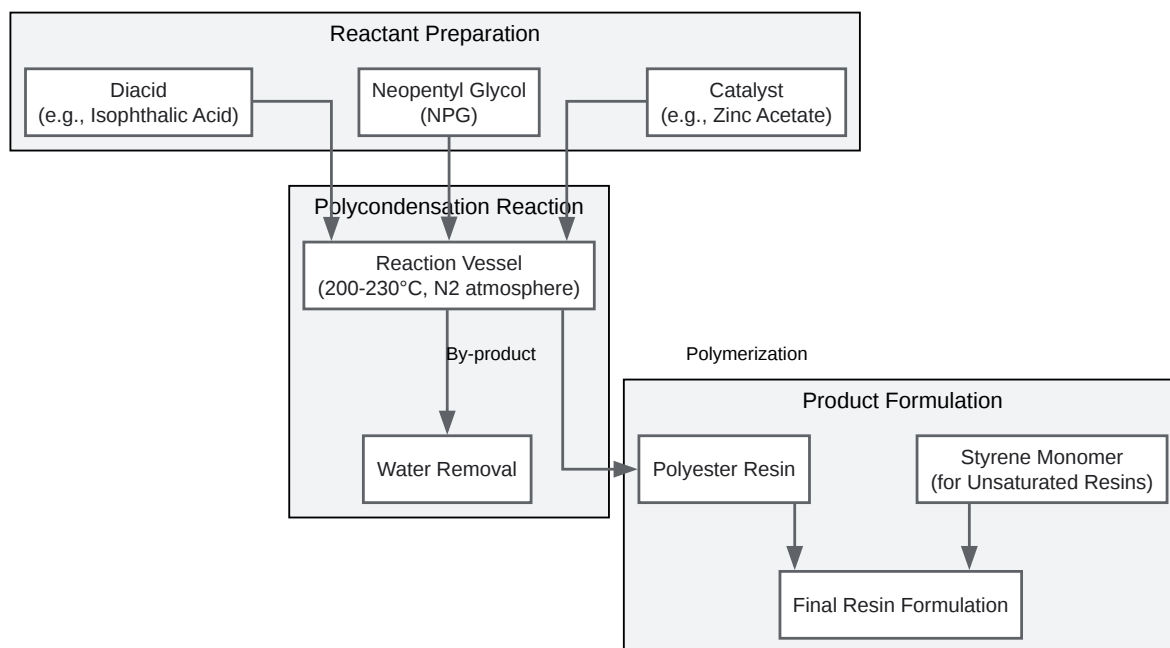 Reactant Preparation
Diacid
(e.g., Isophthalic Acid)
Neopentyl Glycol
(NPG)
Catalyst
(e.g., Zinc Acetate)
Polycondensation Reaction
Reaction Vessel
(200-230°C, N2 atmosphere)
By-product
Polymerization
Water Removal
Product Formulation
Polyester Resin
Styrene Monomer
(for Unsaturated Resins)
Final Resin Formulation